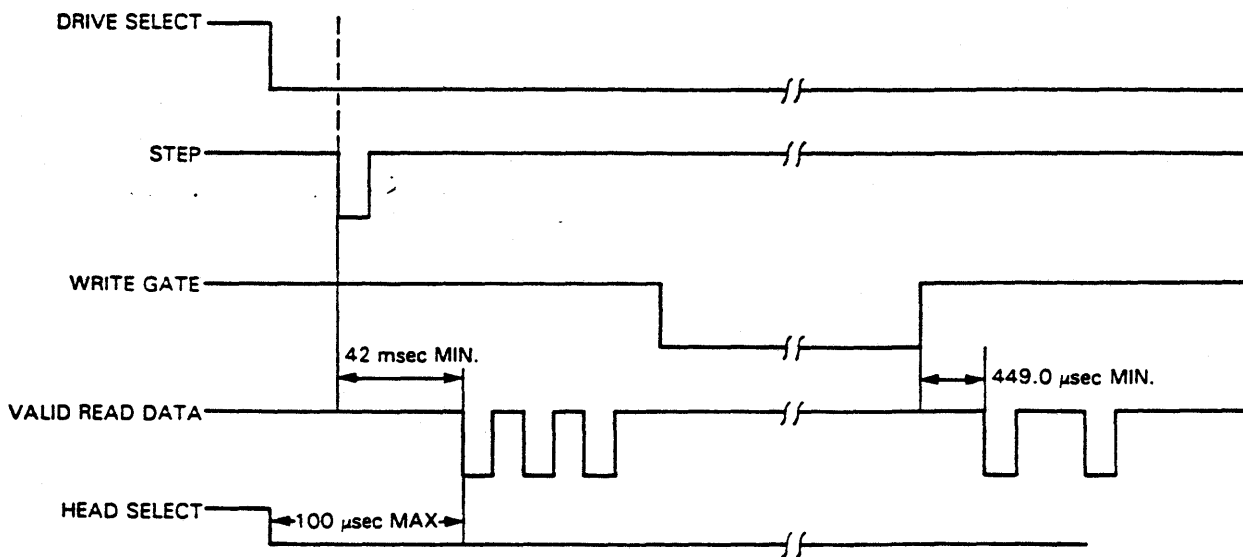 DRIVE SELECT
STEP
WRITE GATE
42 msec MIN.
449.0 μsec MIN.
VALID READ DATA
HEAD SELECT
100 μsec MAX